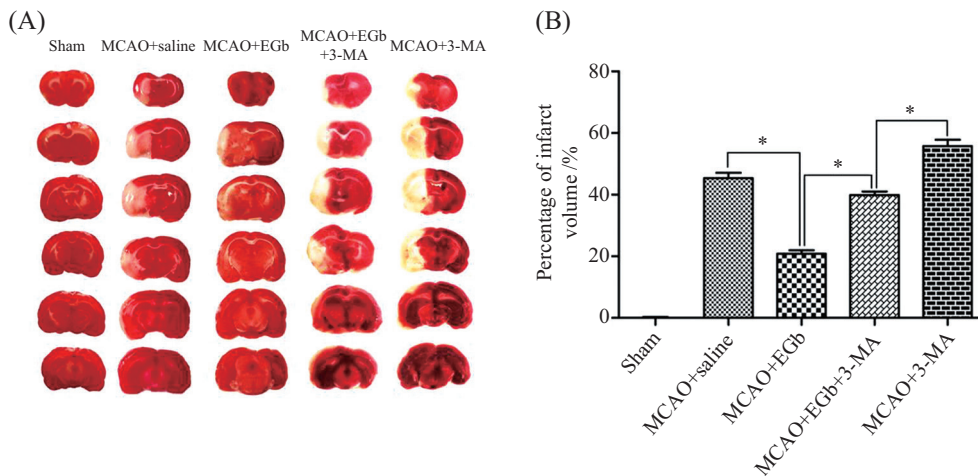 (A)
Sham
MCAO+saline
MCAO+EGb
MCAO+EGb
+3-MA
MCAO+3-MA
(B)
Percentage of infarct
volume /%
80
60
40
20
0
*
*
*
Sham
MCAO+saline
MCAO+EGb
MCAO+EGb+3-MA
MCAO+3-MA